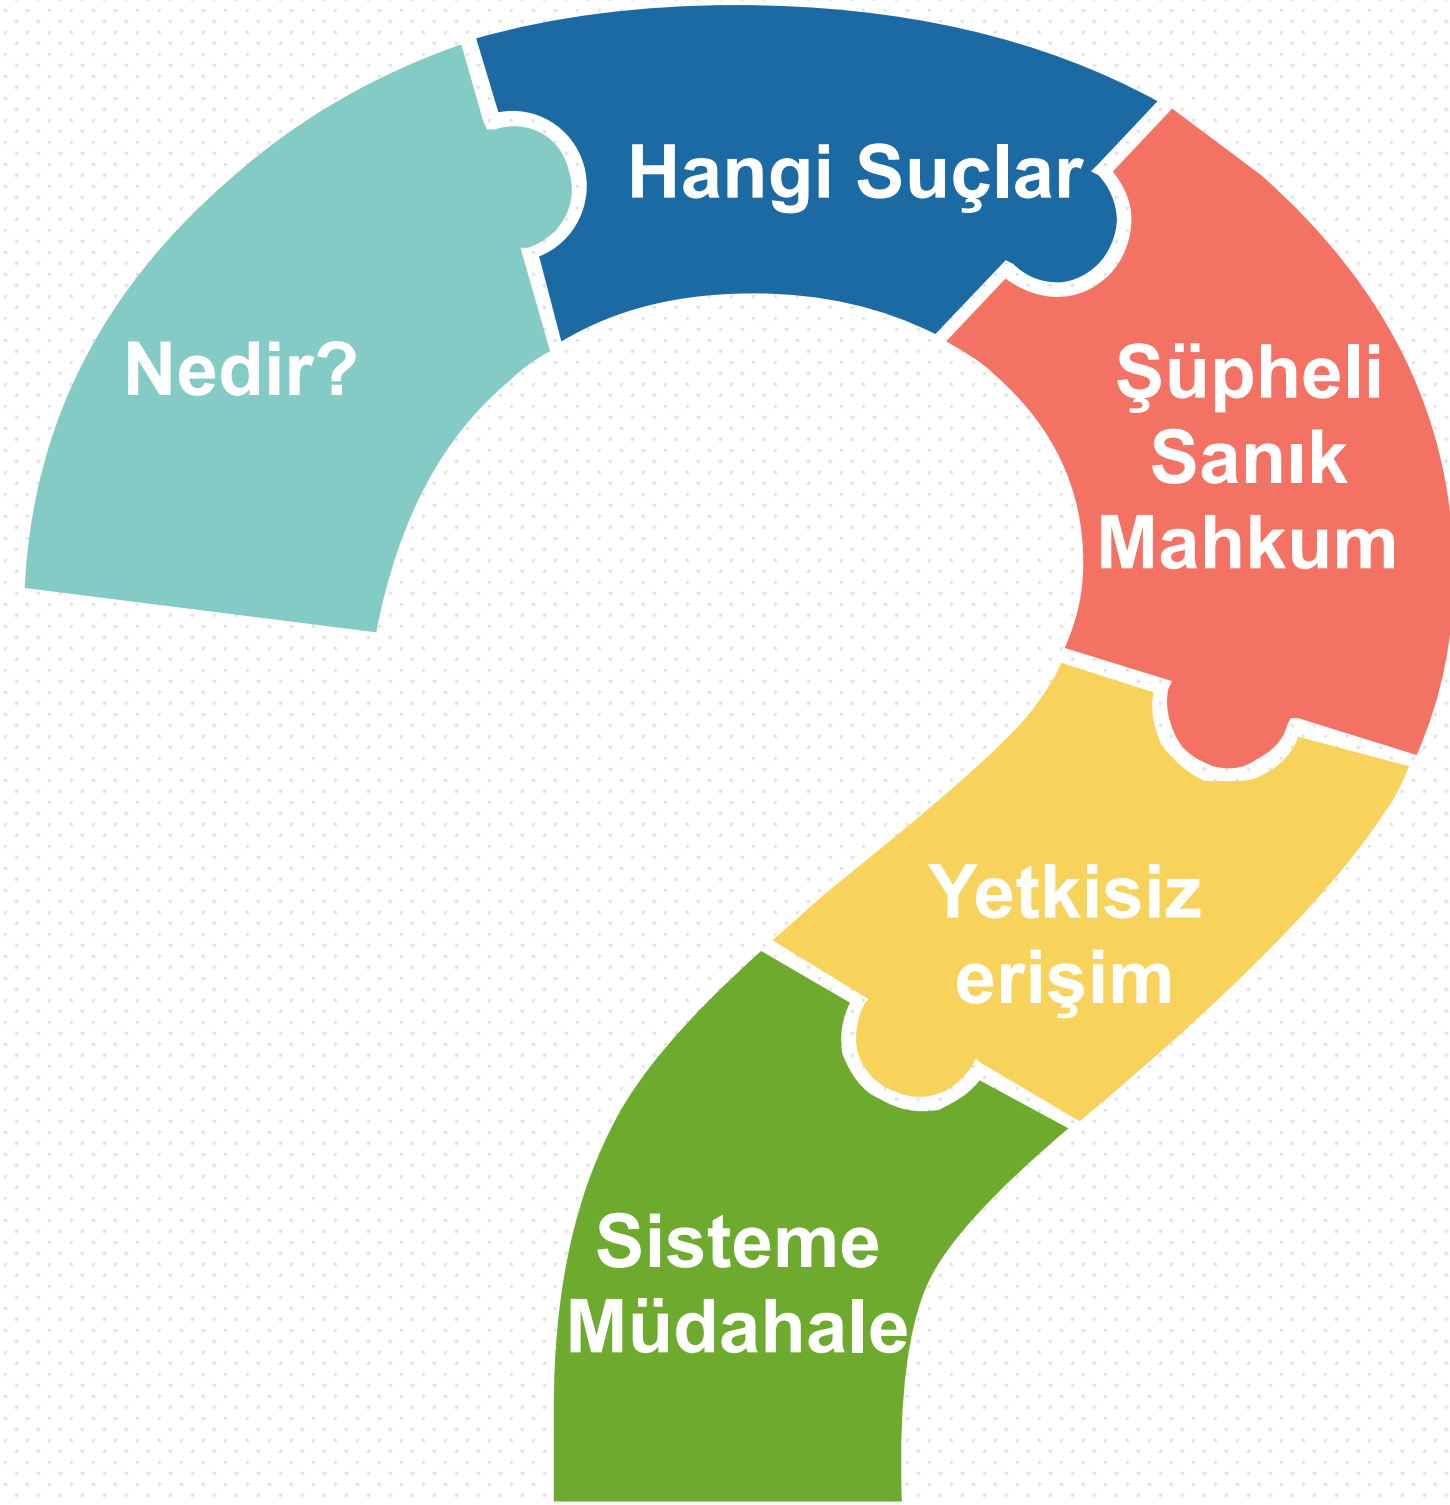 Nedir?
Hangi Suçlar
Şüpheli
Sanık
Mahkum
Yetkisiz
erişim
Sisteme
Müdahale